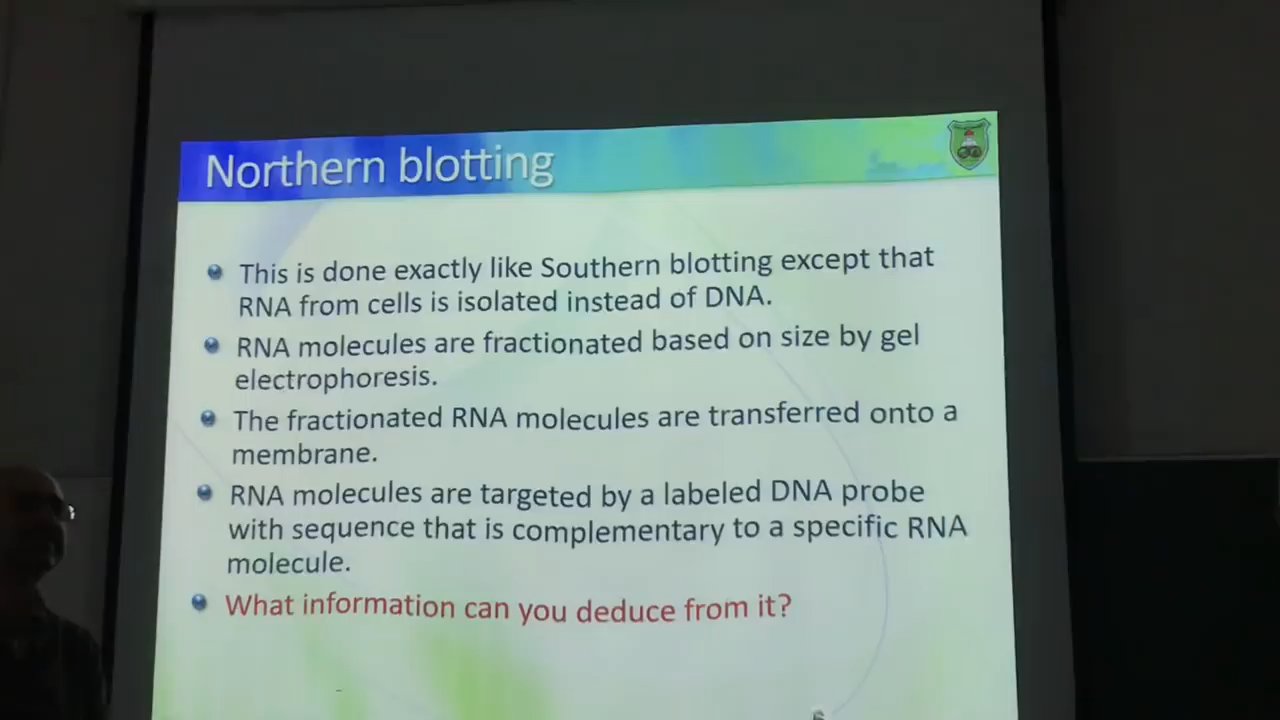 Northern blotting
This is done exactly like Southern blotting except that
RNA from cells is isolated instead of DNA.
RNA molecules are fractionated based on size by gel
electrophoresis.
The fractionated RNA molecules are transferred onto a
membrane.
RNA molecules are targeted by a labeled DNA probe
with sequence that is complementary to a specific RNA
molecule.
What information can you deduce from it?